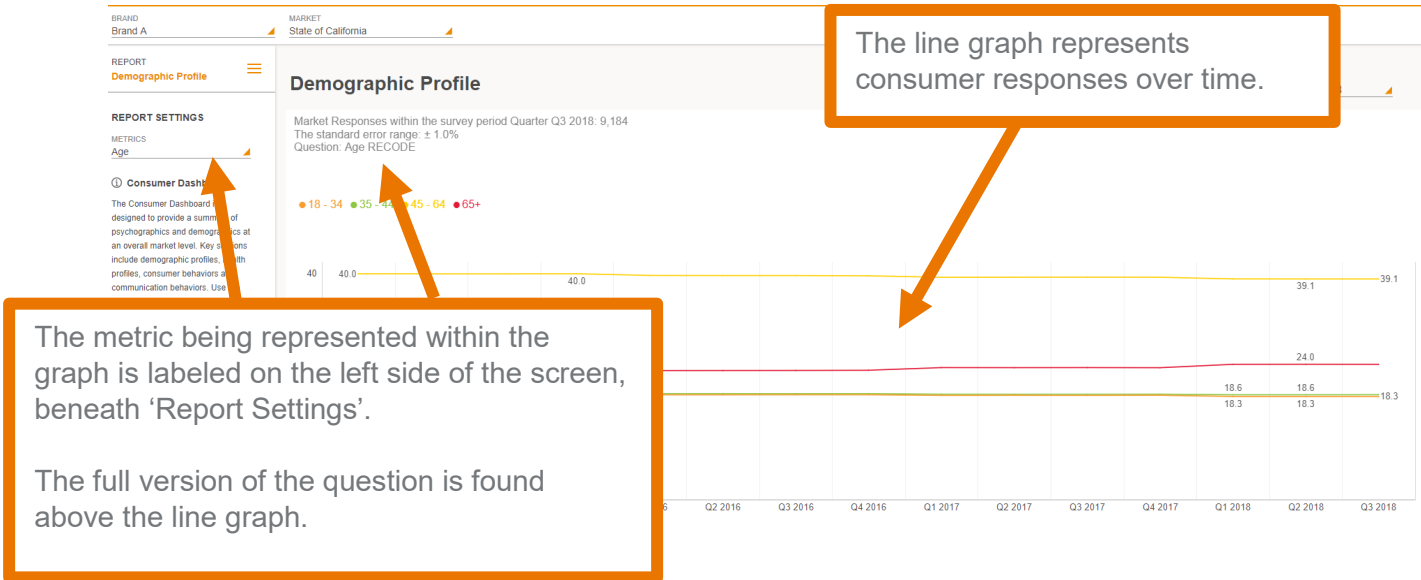 BRAND
Brand A
MARKET
State of California
REPORT
Demographic Profile
Demographic Profile
REPORT SETTINGS
METRICS
Age
Consumer
The Consumer Dashboard
designed to provide a summary of
psychographics and demographics at
an overall market level. Key
include demographic profiles,
profiles, consumer behaviors
communication behaviors. Use
Market Responses within the survey period Quarter Q3 2018: 9,184
The standard error range: ± 1.0%
Question: Age RECODE
18 - 34 35 - 44 45 - 64 65+
The line graph represents
consumer responses over time.
40 40.0 40.0 39.1 39.1
24.0
18.6 18.6
18.3 18.3 18.3
The metric being represented within the
graph is labeled on the left side of the screen,
beneath ‘Report Settings’.
The full version of the question is found
above the line graph.
Q2 2016 Q3 2016 Q4 2016 Q1 2017 Q2 2017 Q3 2017 Q4 2017 Q1 2018 Q2 2018 Q3 2018